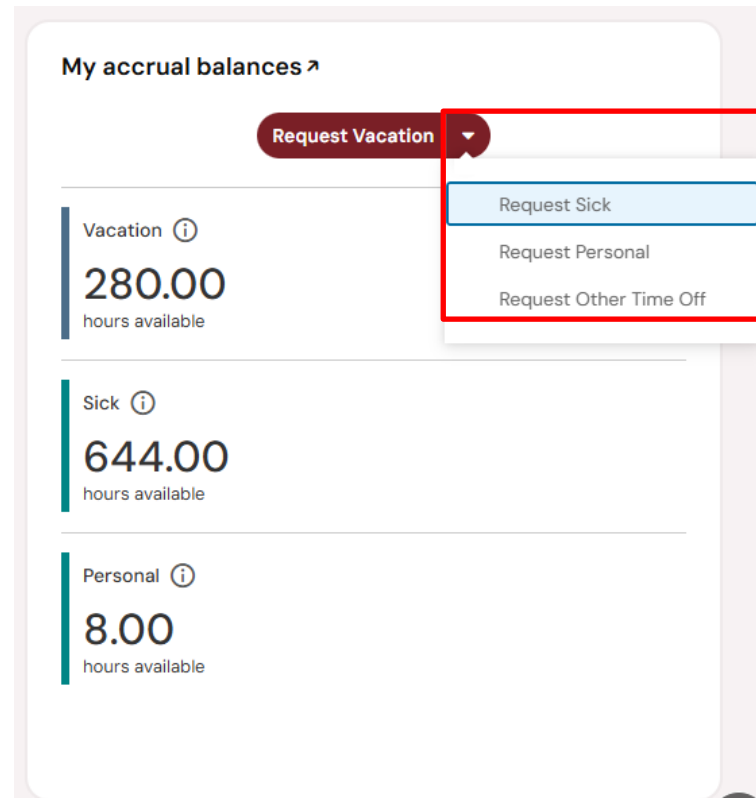 My accrual balances↗
Request Vacation
Request Sick
Request Personal
Request Other Time Off
Vacation
280.00
hours available
Sick
644.00
hours available
Personal
8.00
hours available